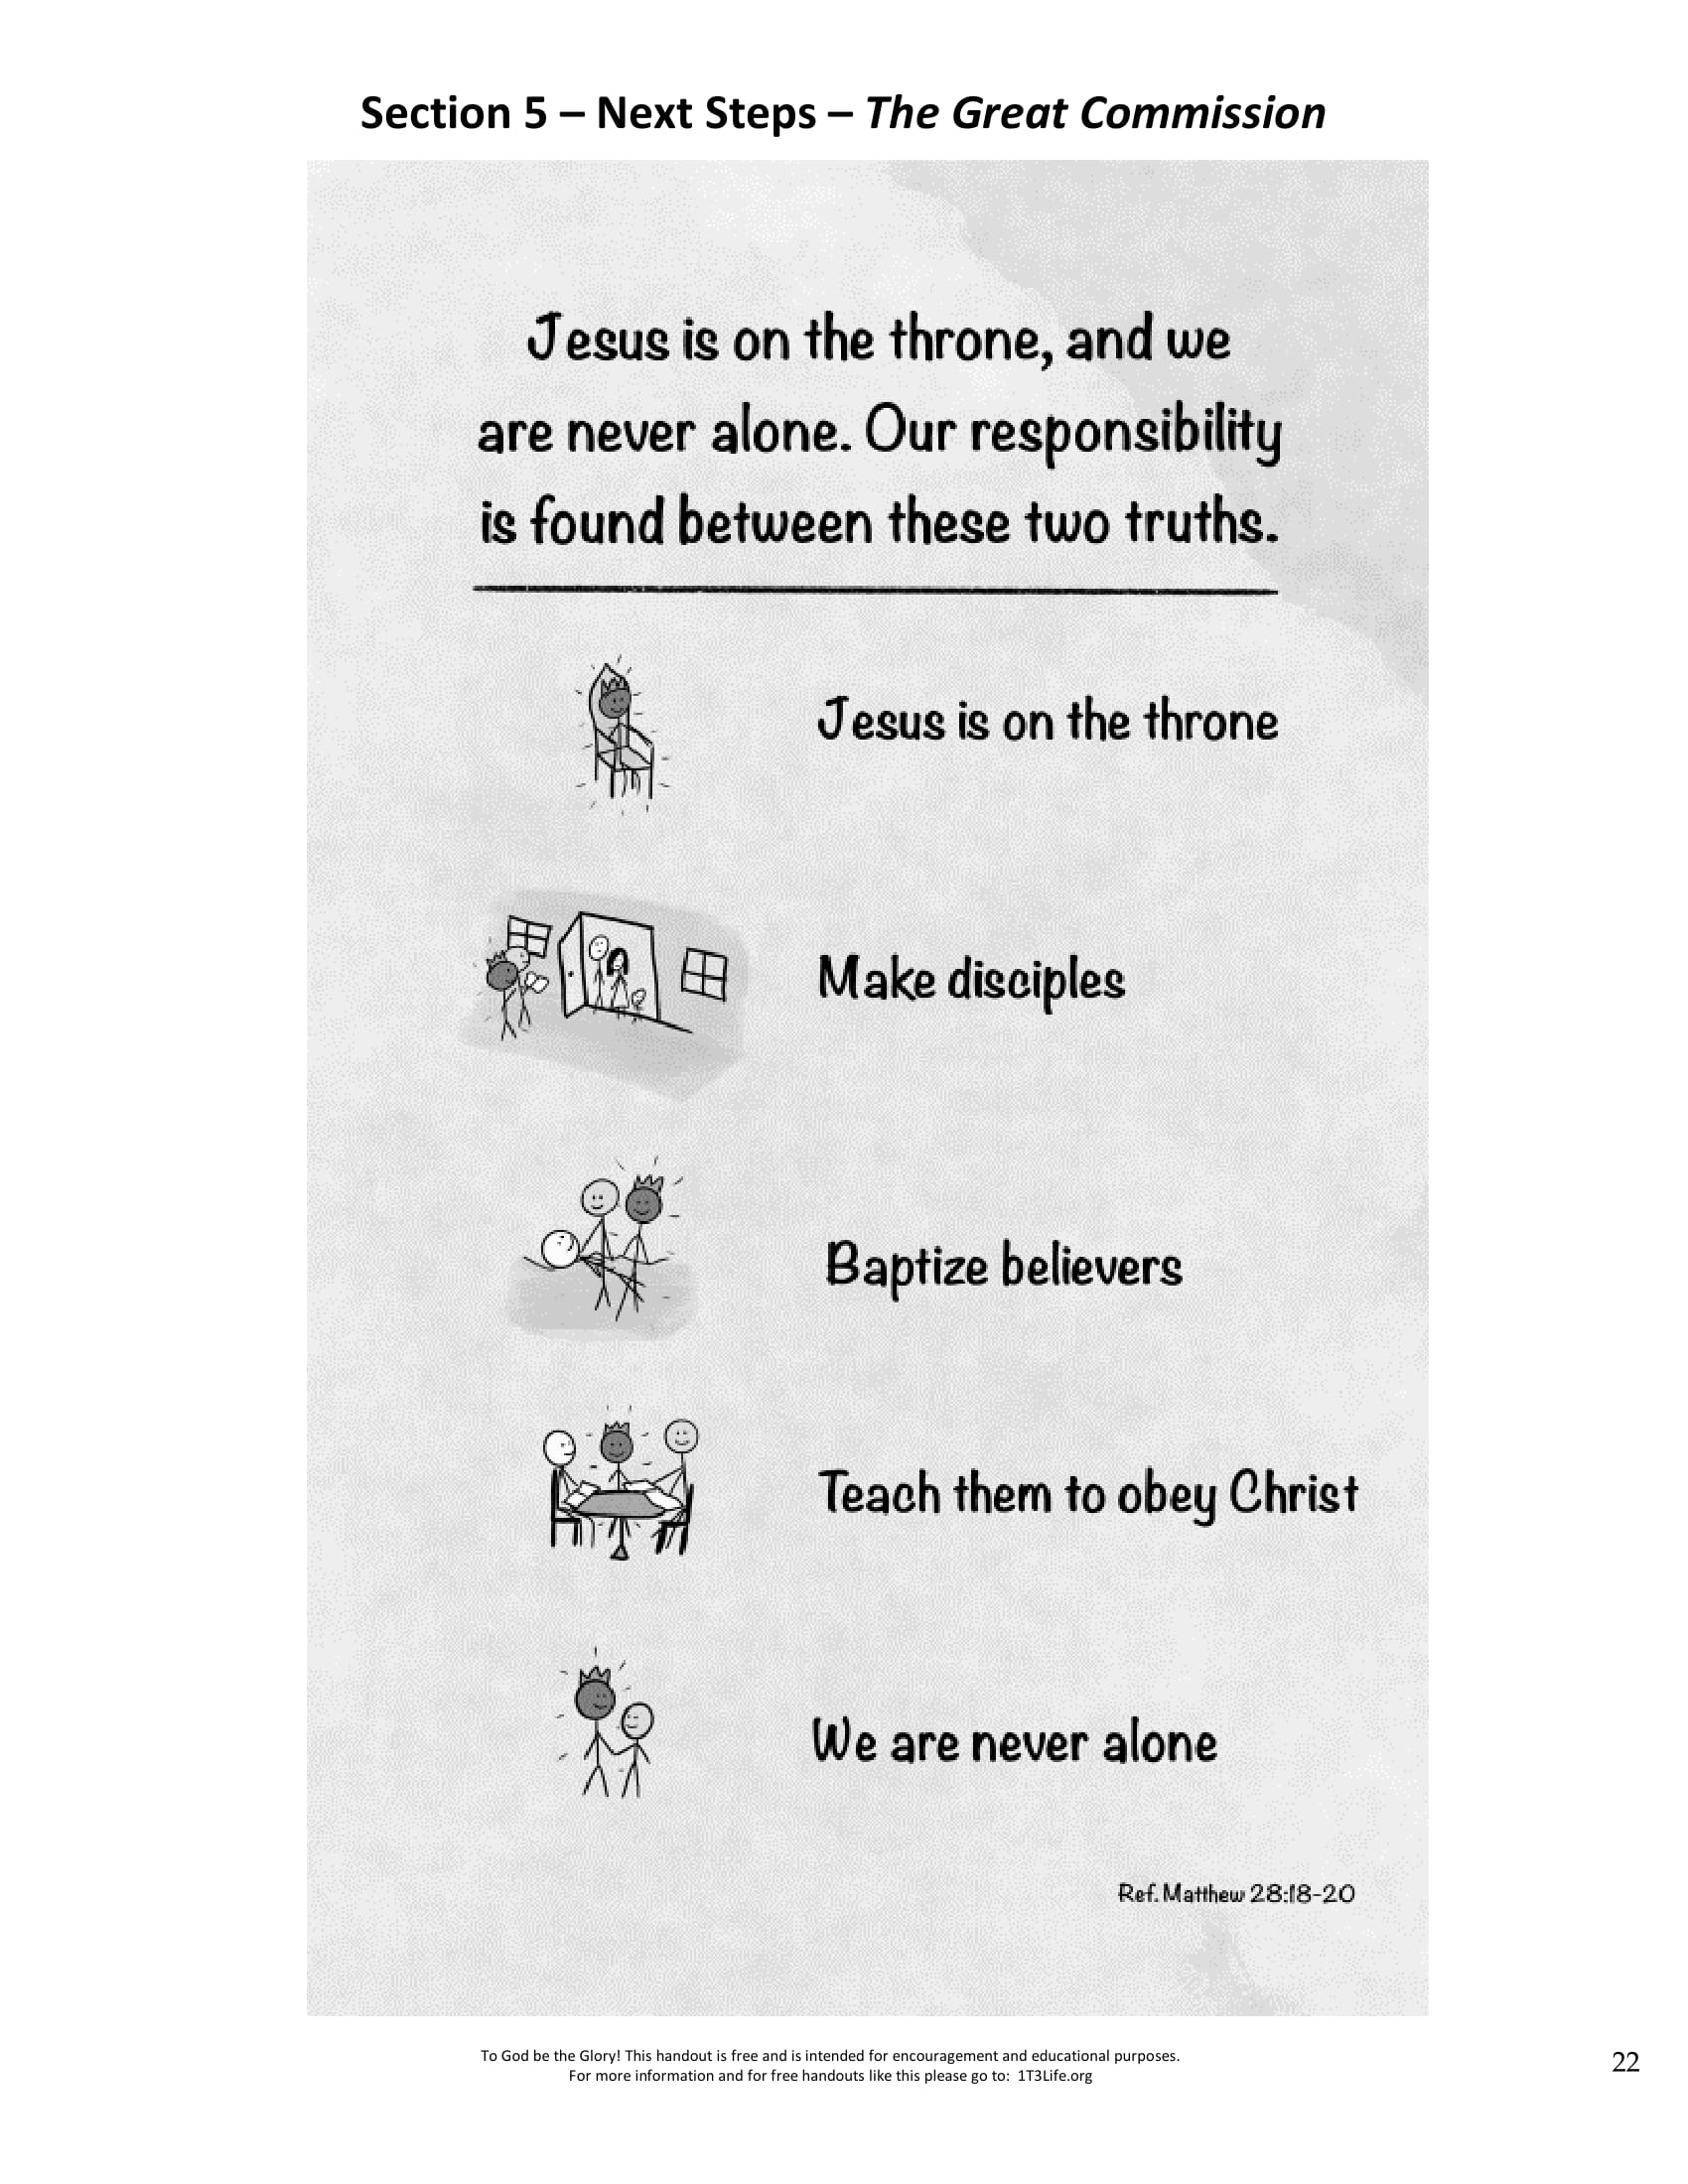 Section 5 – Next Steps – The Great Commission
Jesus is on the throne, and we
are never alone. Our responsibility
is found between these two truths.
Jesus is on the throne
Make disciples
Baptize believers
Teach them to obey Christ
We are never alone
Ref. Matthew 28:18-20
To God be the Glory! This handout is free and is intended for encouragement and educational purposes.
For more information and for free handouts like this please go to: 1T3Life.org
22